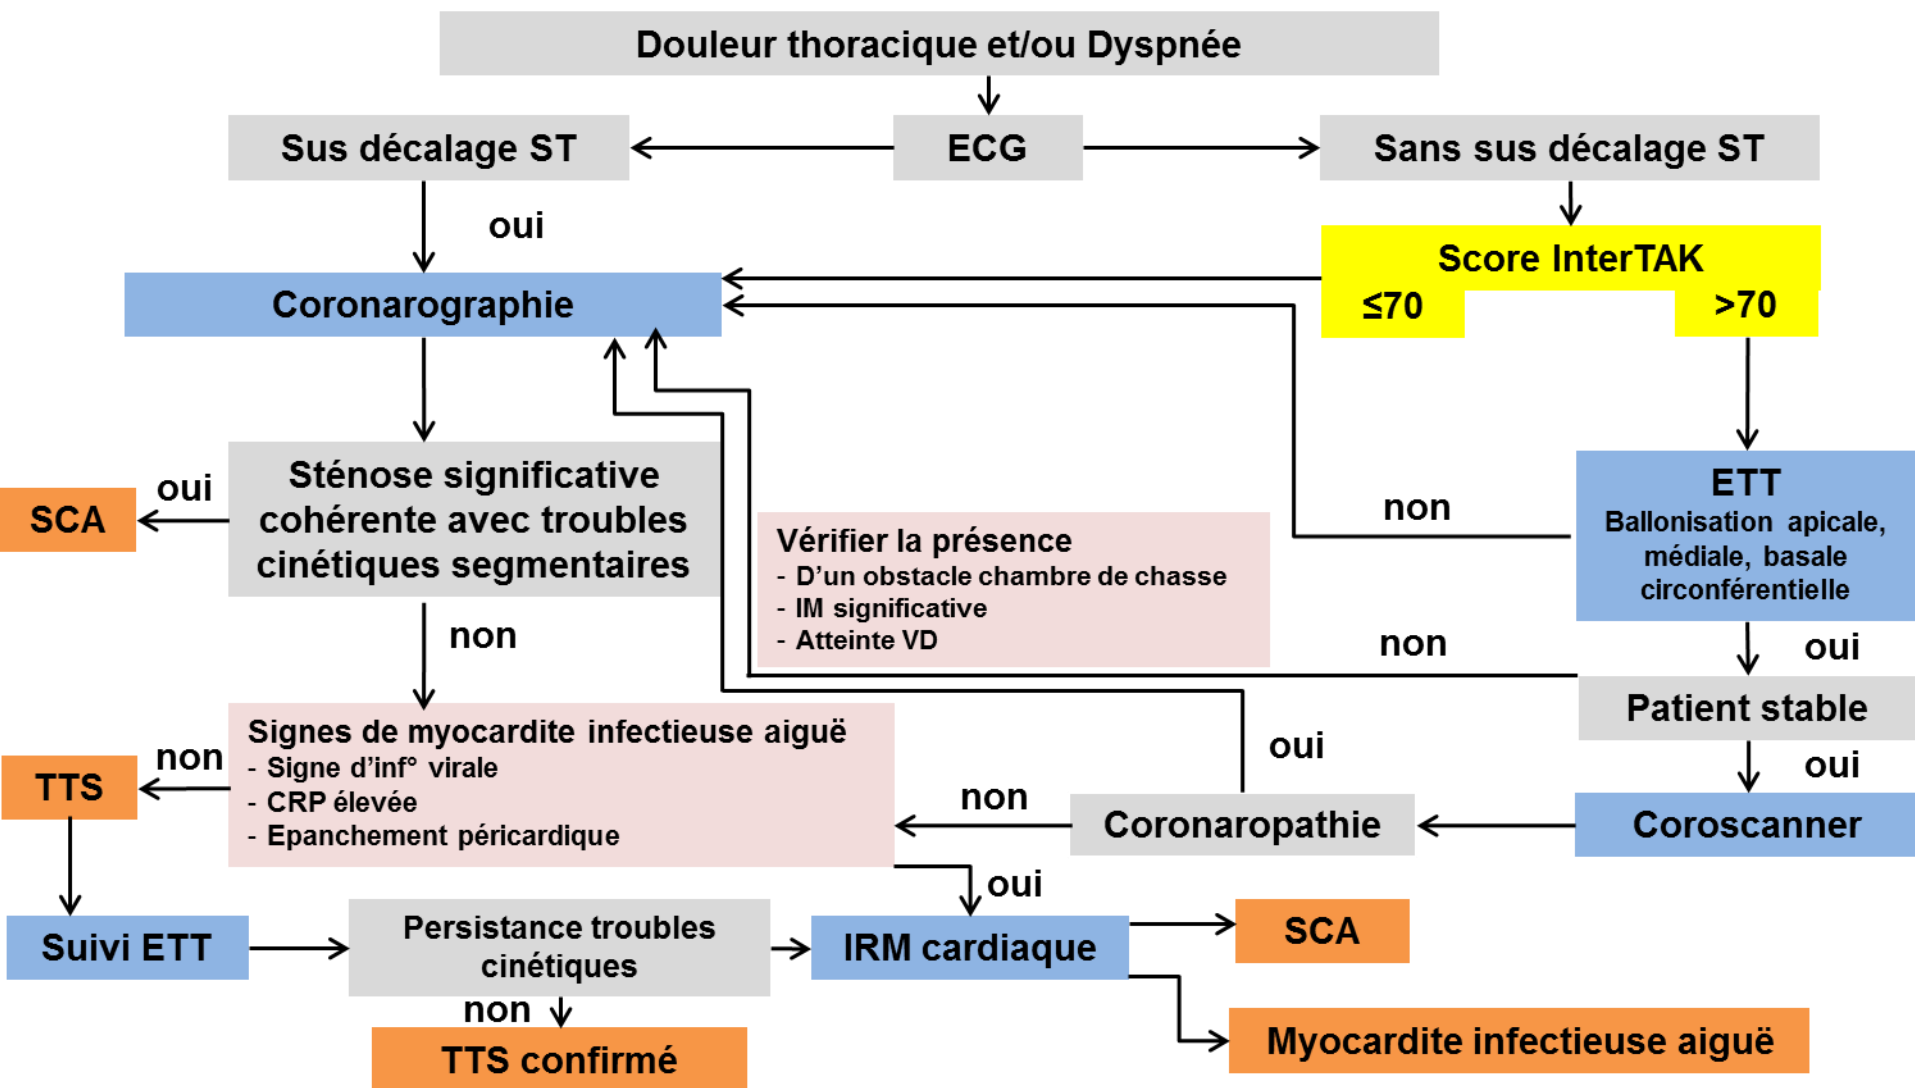 Douleur thoracique et/ou Dyspnée
Sus décalage ST
ECG
Sans sus décalage ST
oui
Score InterTAK
≤70
>70
Coronarographie
Sténose significative
cohérente avec troubles
cinétiques segmentaires
oui
SCA
non
ETT
Ballonisation apicale,
médiale, basale
circonférentielle
non
Vérifier la présence
- D'un obstacle chambre de chasse
- IM significative
- Atteinte VD
non
oui
Patient stable
oui
Coroscanner
Coronaropathie
oui
non
Signes de myocardite infectieuse aiguë
- Signe d'inf° virale
- CRP élevée
- Epanchement péricardique
non
TTS
oui
Suivi ETT
Persistance troubles
cinétiques
IRM cardiaque
SCA
non
TTS confirmé
Myocardite infectieuse aiguë